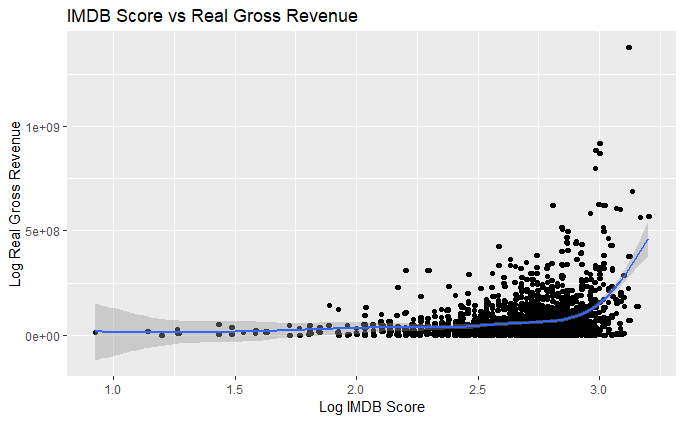 IMDB Score vs Real Gross Revenue
Log Real Gross Revenue
1e+09
5e+08
0e+00
1.0 1.5 2.0 2.5 3.0
Log IMDB Score